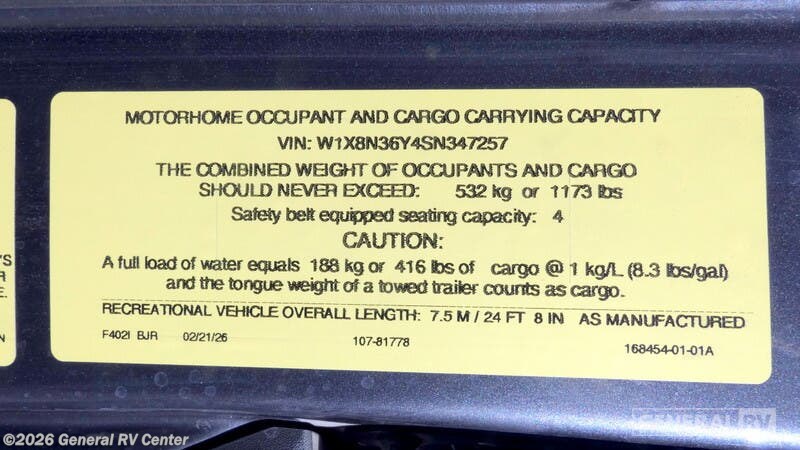 MOTORHOME OCCUPANT AND CARGO CARRYING CAPACITY
VIN: W1X8N36Y4SN347257
THE COMBINED WEIGHT OF OCCUPANTS AND CARGO
SHOULD NEVER EXCEED: 532 kg or 1173 lbs
Safety belt equipped seating capacity: 4
CAUTION:
A full load of water equals 188 kg or 416 lbs of cargo @ 1 kg/L (8.3 lbs/gal)
and the tongue weight of a towed trailer counts as cargo.
RECREATIONAL VEHICLE OVERALL LENGTH: 7.5 M / 24 FT 8 IN AS MANUFACTURED
F402I BJR 02/21/26 107-81778 168454-01-01A
GENERAL RV
©2026 General RV Center